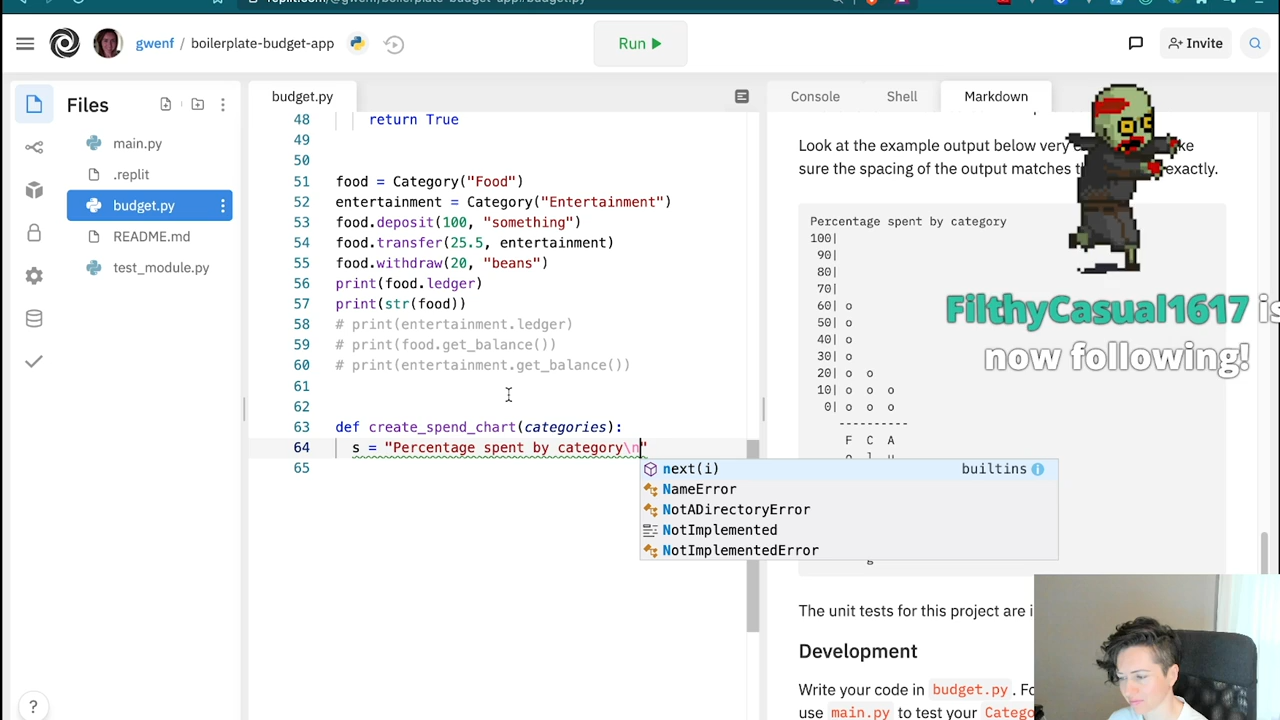 gwenf / boilerplate-budget-app
Run
Invite
Files
main.py
.replit
budget.py
README.md
test_module.py
budget.py
48 return True
49
50
51 food = Category("Food")
52 entertainment = Category("Entertainment")
53 food.deposit(100, "something")
54 food.transfer(25.5, entertainment)
55 food.withdraw(20, "beans")
56 print(food.ledger)
57 print(str(food))
58 # print(entertainment.ledger)
59 # print(food.get_balance())
60 # print(entertainment.get_balance())
61
62
63 def create_spend_chart(categories):
64 s = "Percentage spent by category\n"
65
next(i) builtins
NameError
NotADirectoryError
NotImplemented
NotImplementedError
Console Shell Markdown
Look at the example output below very
sure the spacing of the output matches exactly.
Percentage spent by category
100|
90|
80|
70|
60| o
50| o
40| o
30| o
20| o o
10| o o o
0| o o o
----------
F C A
The unit tests for this project are
Development
Write your code in budget.py.
use main.py to test your
FilthyCasual1617 is
now following!
?